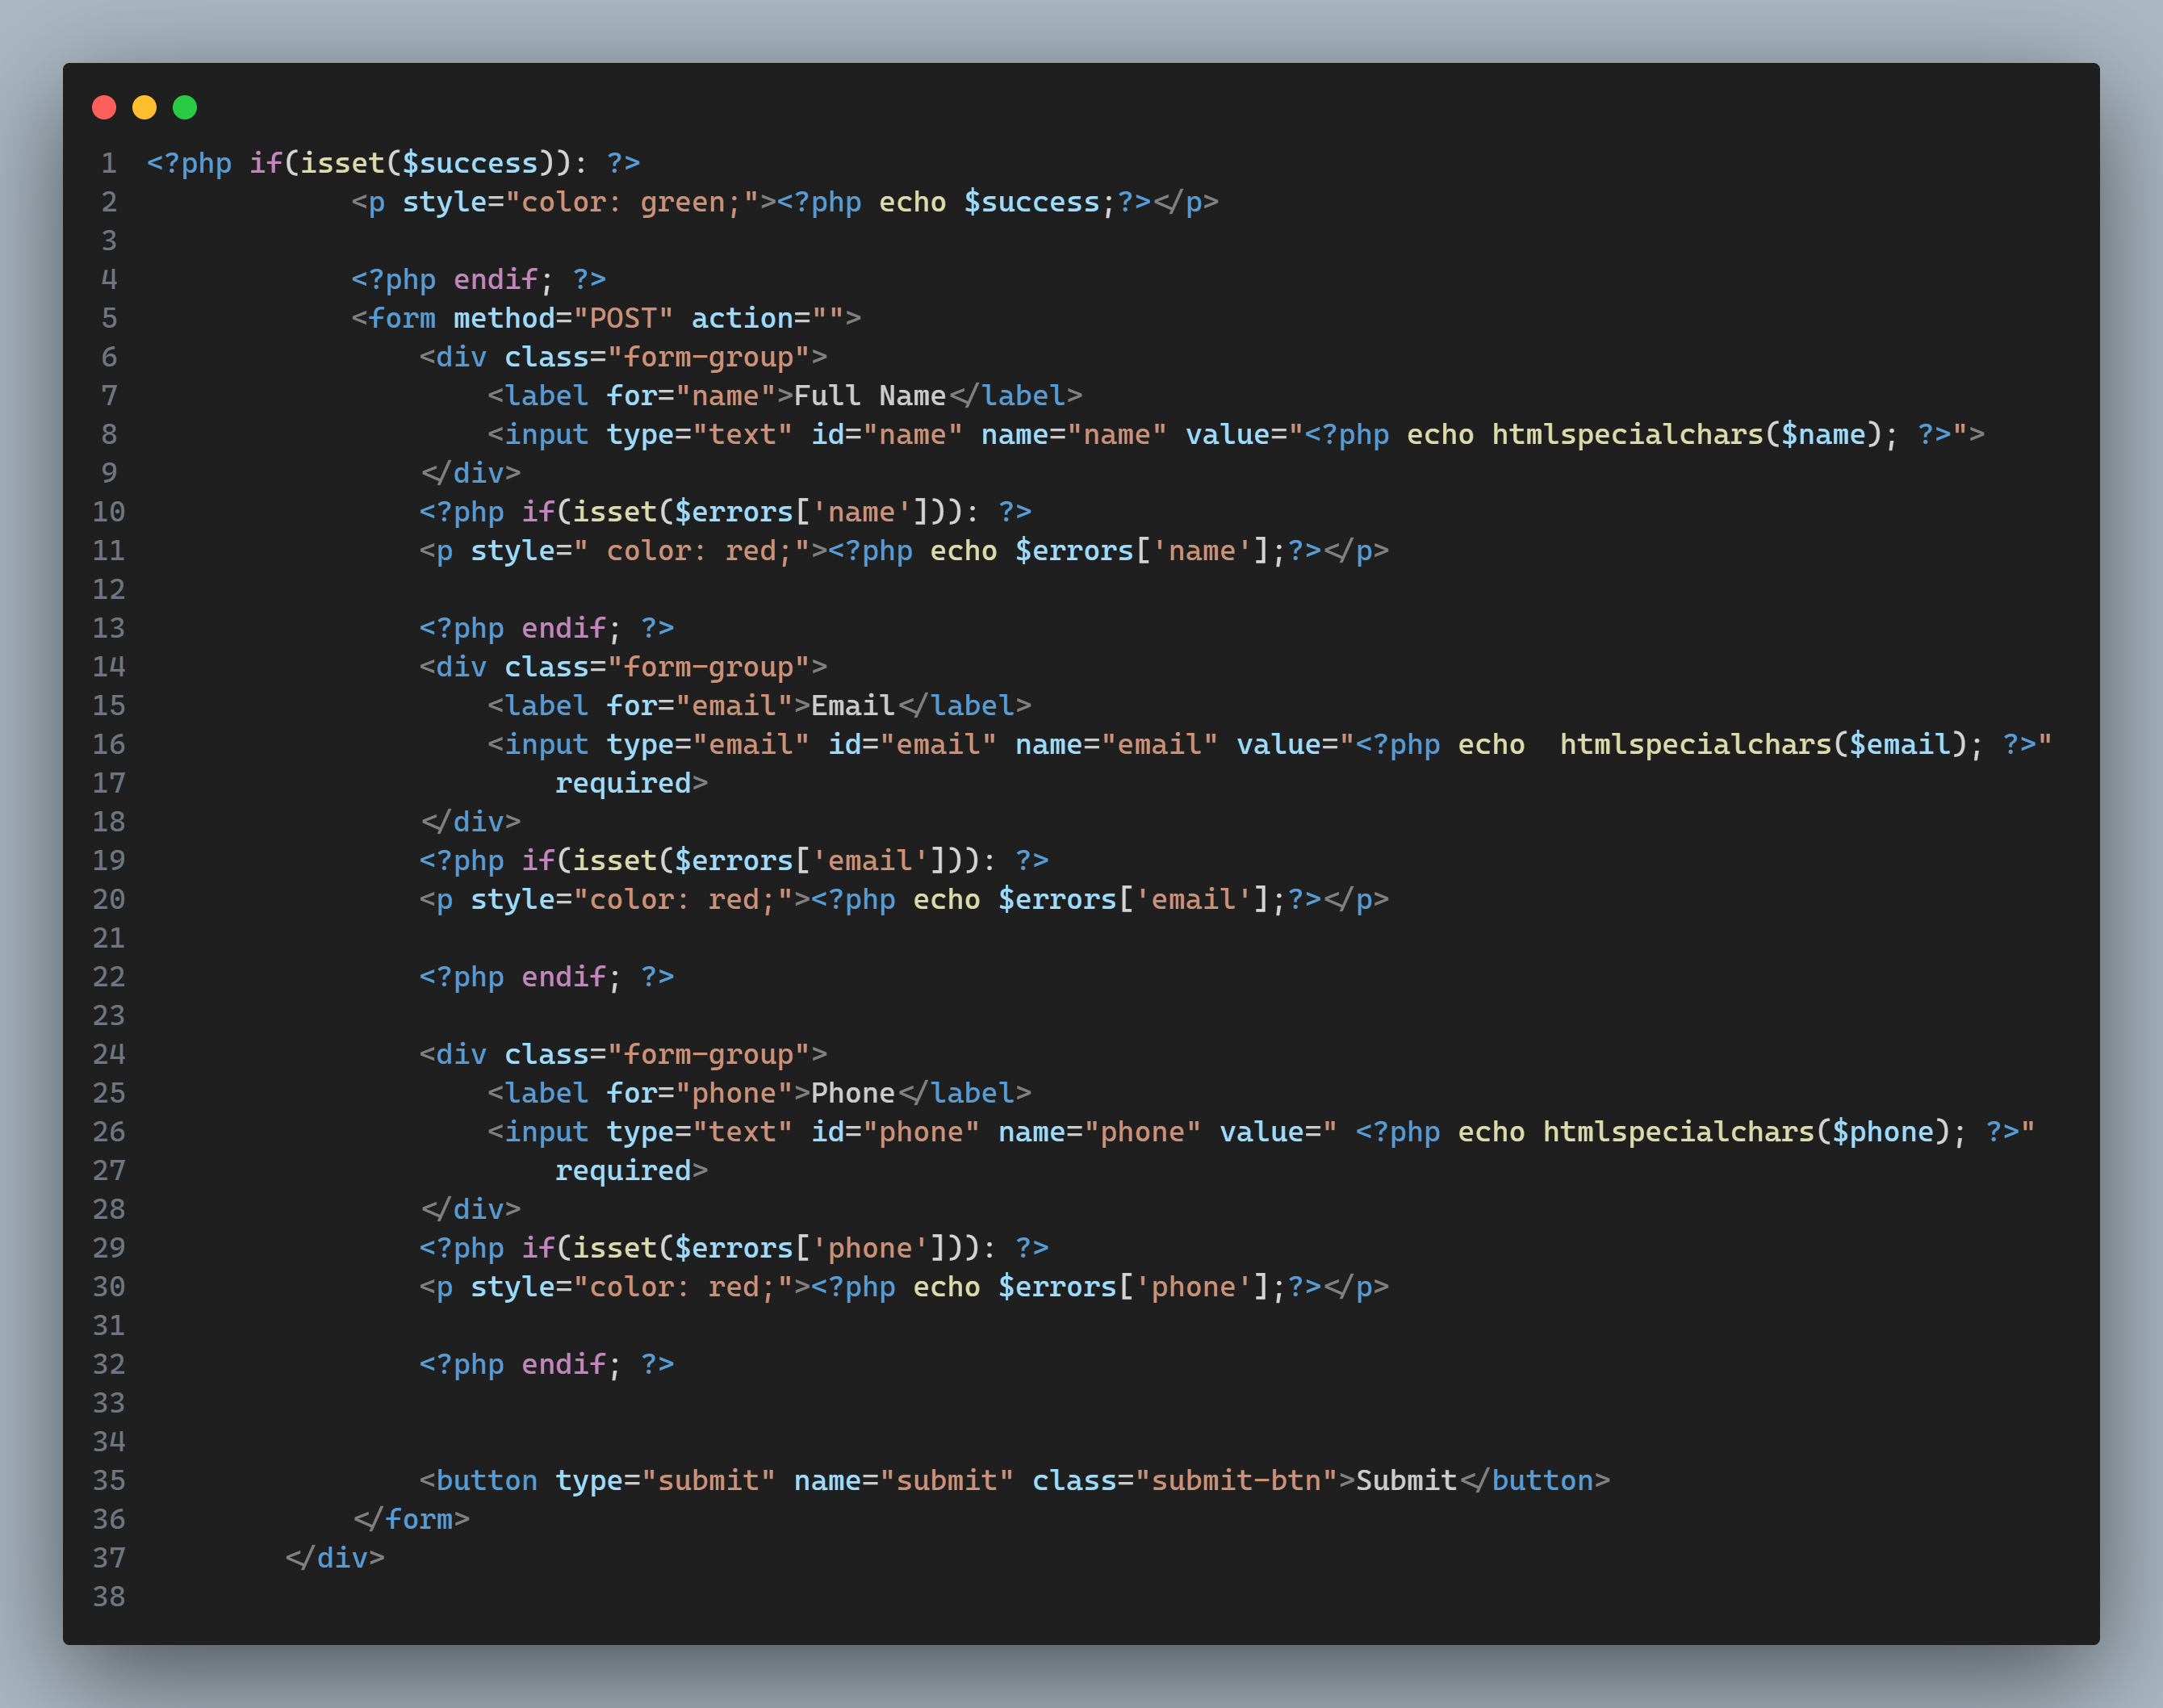 1 <?php if(isset($success)): ?>
2             <p style="color: green;"><?php echo $success;?></p>
3
4             <?php endif; ?>
5             <form method="POST" action="">
6                 <div class="form-group">
7                     <label for="name">Full Name</label>
8                     <input type="text" id="name" name="name" value="<?php echo htmlspecialchars($name); ?>">
9                 </div>
10                 <?php if(isset($errors['name'])): ?>
11                 <p style=" color: red;"><?php echo $errors['name'];?></p>
12
13                 <?php endif; ?>
14                 <div class="form-group">
15                     <label for="email">Email</label>
16                     <input type="email" id="email" name="email" value="<?php echo  htmlspecialchars($email); ?>"
17                         required>
18                 </div>
19                 <?php if(isset($errors['email'])): ?>
20                 <p style="color: red;"><?php echo $errors['email'];?></p>
21
22                 <?php endif; ?>
23
24                 <div class="form-group">
25                     <label for="phone">Phone</label>
26                     <input type="text" id="phone" name="phone" value=" <?php echo htmlspecialchars($phone); ?>"
27                         required>
28                 </div>
29                 <?php if(isset($errors['phone'])): ?>
30                 <p style="color: red;"><?php echo $errors['phone'];?></p>
31
32                 <?php endif; ?>
33
34
35                 <button type="submit" name="submit" class="submit-btn">Submit</button>
36             </form>
37         </div>
38